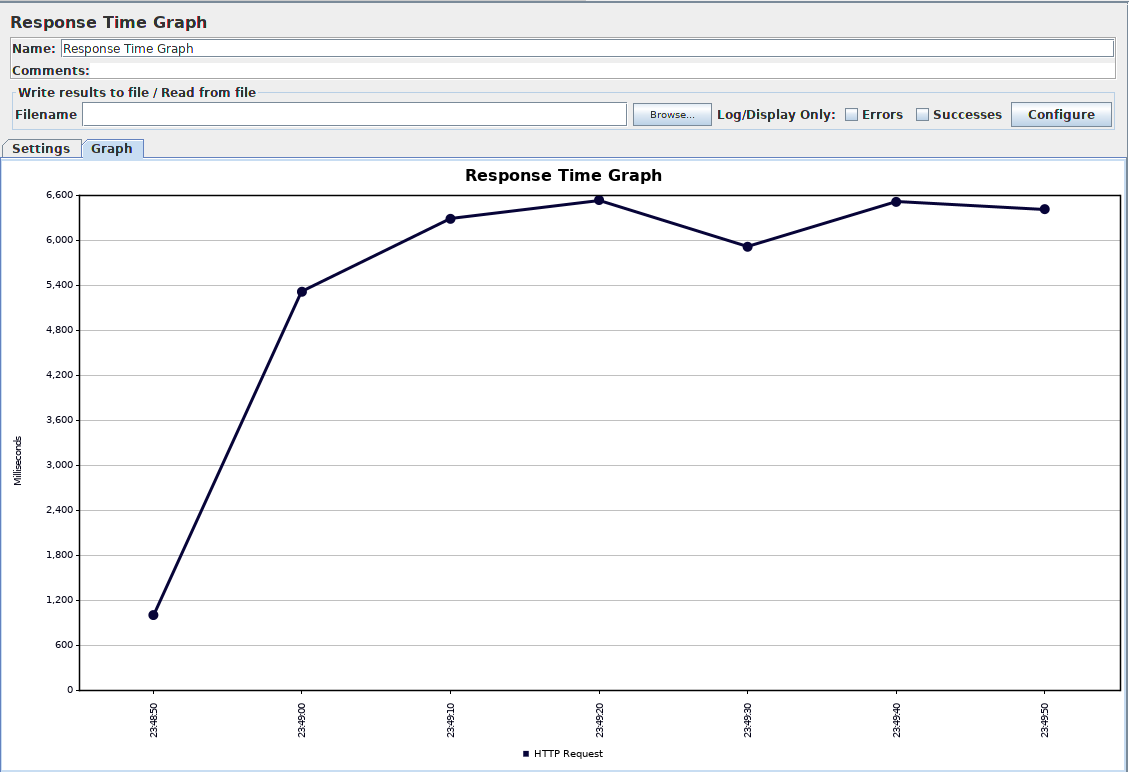 Response Time Graph
Name: Response Time Graph
Comments:
Write results to file / Read from file
Filename Browse... Log/Display Only: Errors Successes Configure
Settings Graph
Response Time Graph
6,600
6,000
5,400
4,800
4,200
3,600
3,000
2,400
1,800
1,200
600
0
Milliseconds
23:48:50 23:49:00 23:49:10 23:49:20 23:49:30 23:49:40 23:49:50
HTTP Request